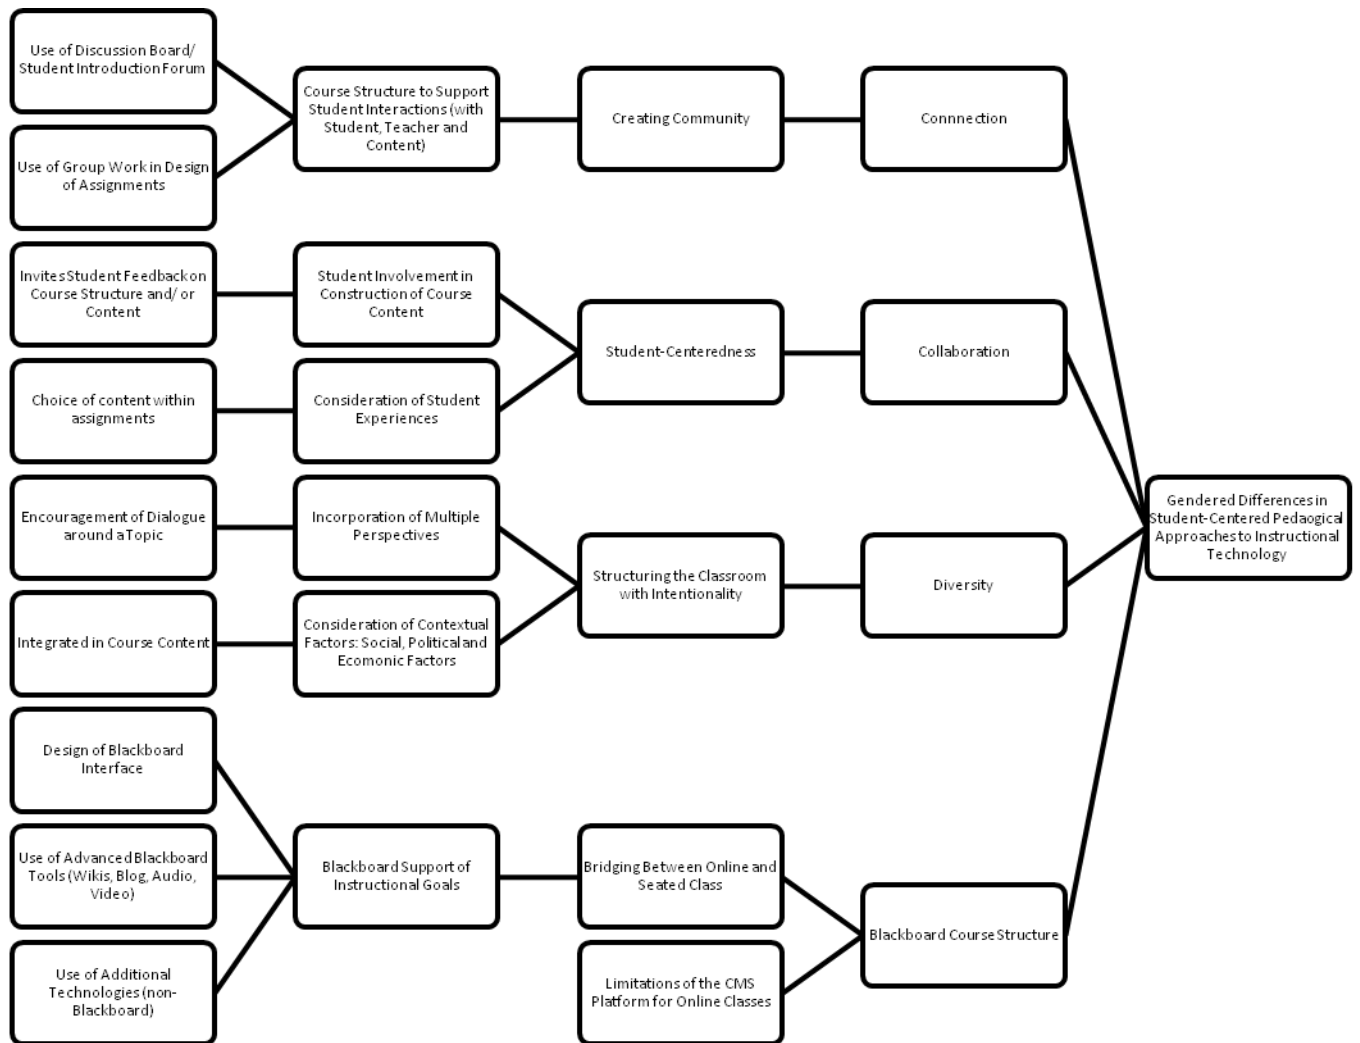 Use of Discussion Board/
Student Introduction Forum
Use of Group Work in Design
of Assignments
Course Structure to Support
Student Interactions (with
Student, Teacher and
Content)
Creating Community
Connnection
Invites Student Feedback on
Course Structure and/ or
Content
Student Involvement in
Construction of Course
Content
Choice of content within
assignments
Consideration of Student
Experiences
Student-Centeredness
Collaboration
Encouragement of Dialogue
around a Topic
Incorporation of Multiple
Perspectives
Integrated in Course Content
Consideration of Contextual
Factors: Social, Political and
Ecomonic Factors
Structuring the Classroom
with Intentionality
Diversity
Design of Blackboard
Interface
Use of Advanced Blackboard
Tools (Wikis, Blog, Audio,
Video)
Use of Additional
Technologies (non-
Blackboard)
Blackboard Support of
Instructional Goals
Bridging Between Online and
Seated Class
Limitations of the CMS
Platform for Online Classes
Blackboard Course Structure
Gendered Differences in
Student-Centered Pedaogical
Approaches to Instructional
Technology